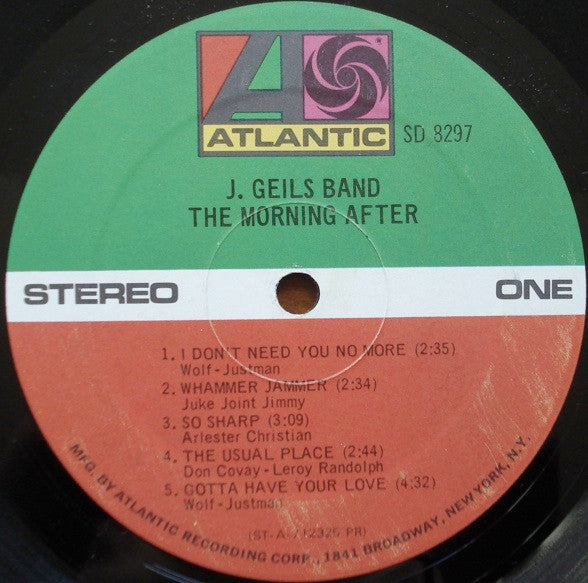 ATLANTIC
SD 8297
J. GEILS BAND
THE MORNING AFTER
STEREO
ONE
1. I DON'T NEED YOU NO MORE (2:35)
Wolf-Justman
2. WHAMMER JAMMER (2:34)
Juke Joint Jimmy
3. SO SHARP (3:09)
Arlester Christian
4. THE USUAL PLACE (2:44)
Don Covay-Leroy Randolph
5. GOTTA HAVE YOUR LOVE (4:32)
Wolf-Justman
(ST-A-712326 PR)
MFG. BY ATLANTIC RECORDING CORP., 1841 BROADWAY, NEW YORK, N.Y.